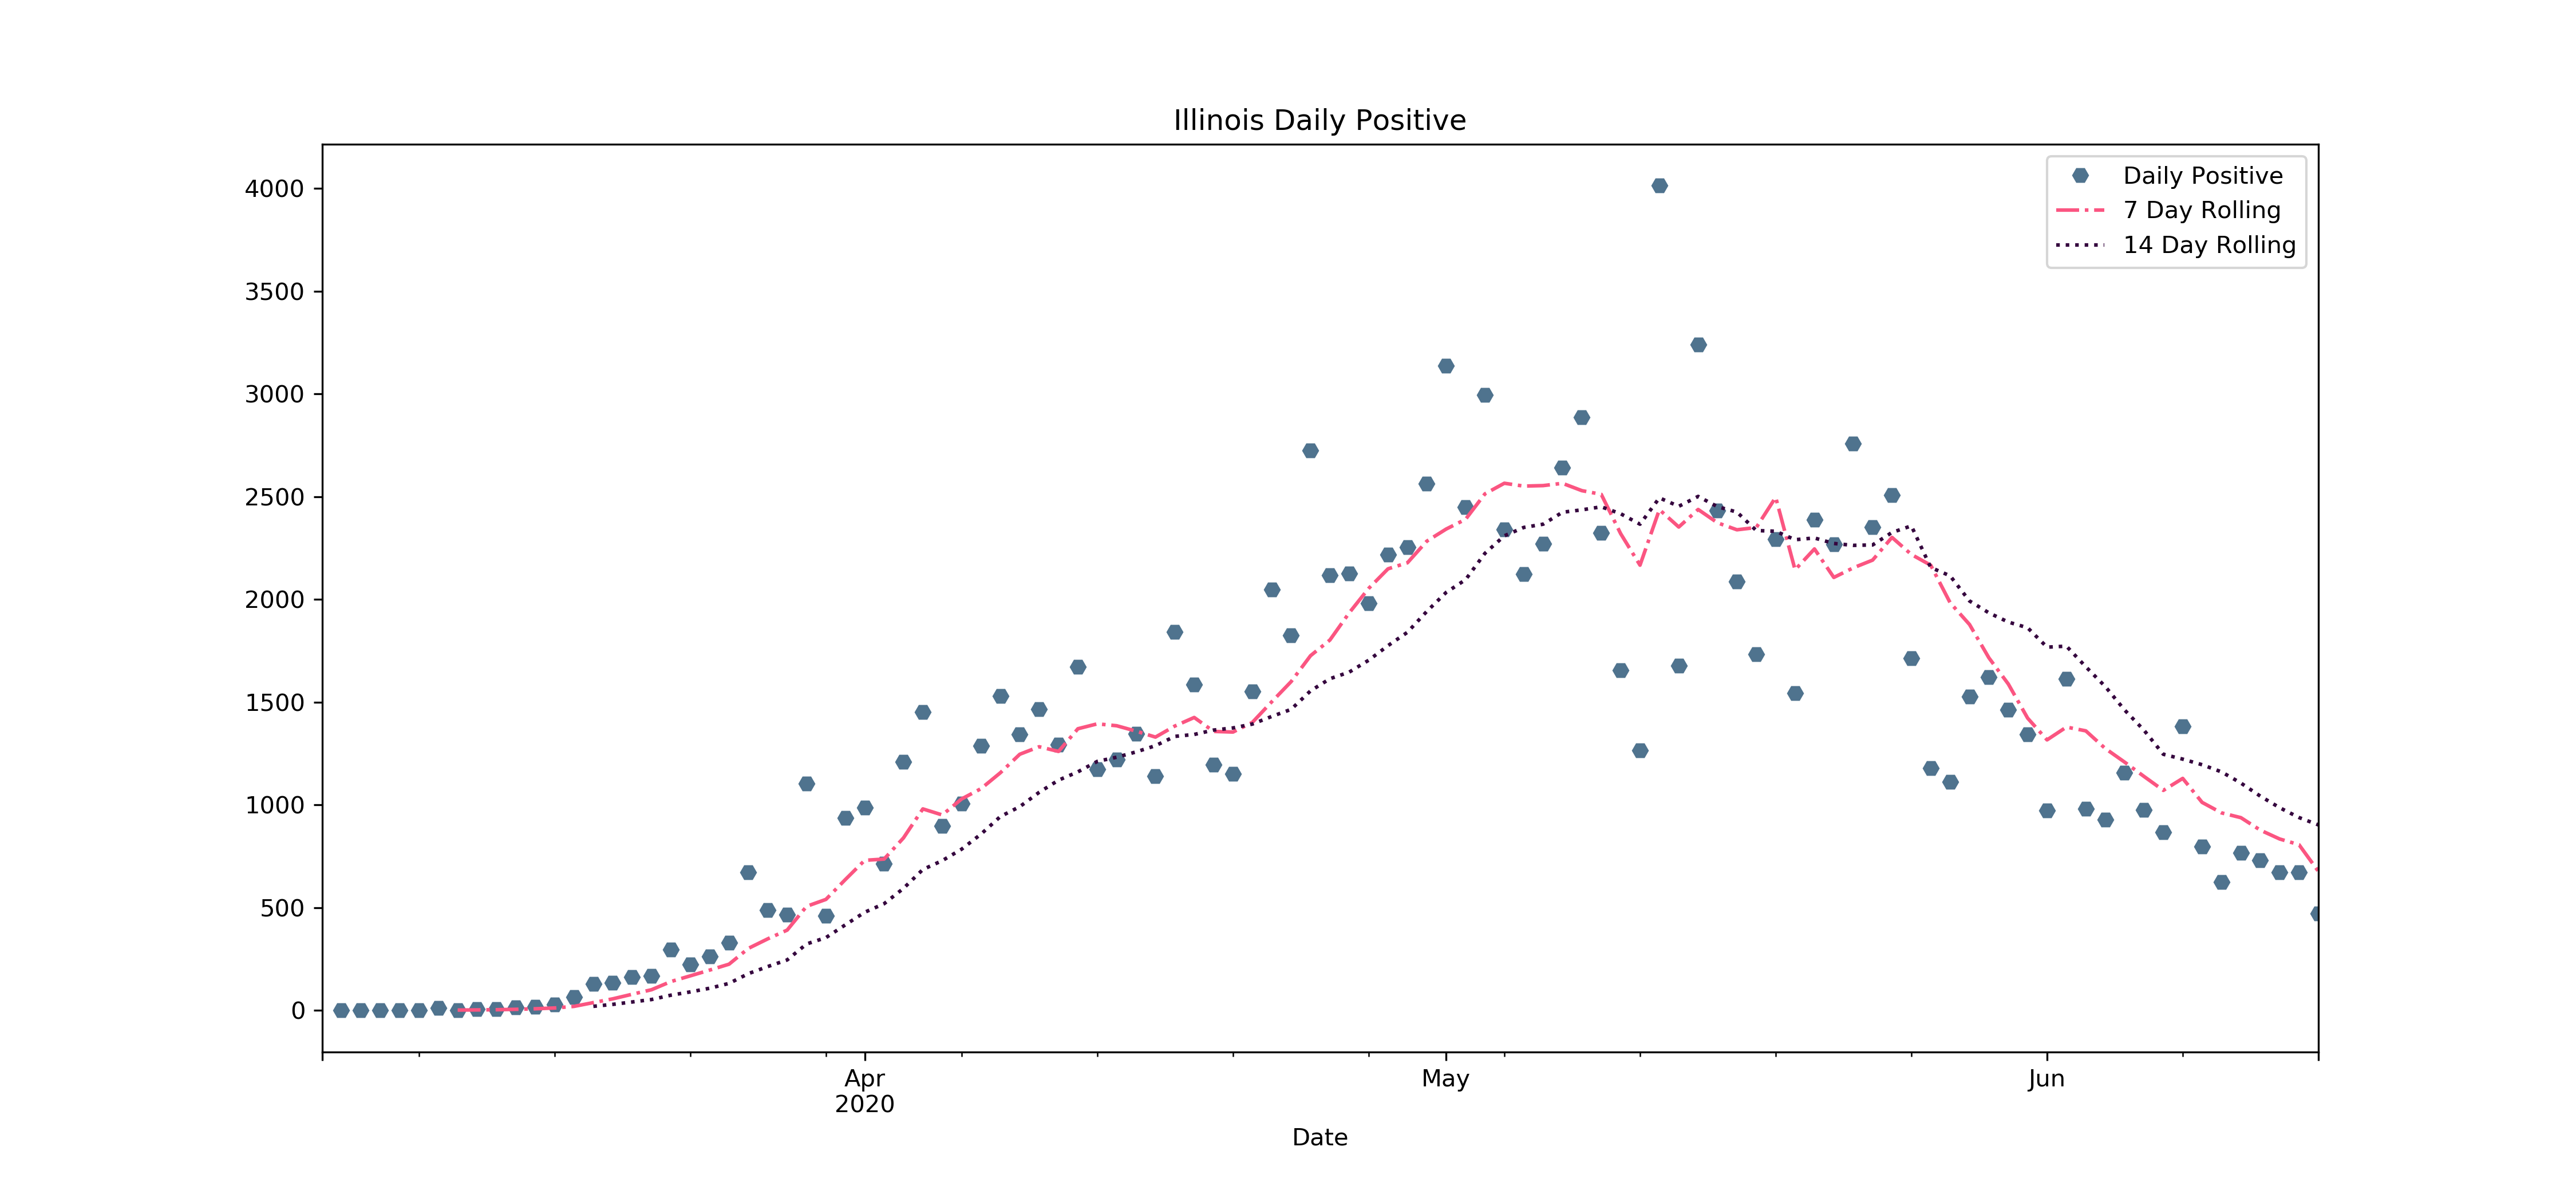 Illinois Daily Positive
4000
3500
3000
2500
2000
1500
1000
500
0
Daily Positive
7 Day Rolling
14 Day Rolling
Apr
2020
May
Jun
Date